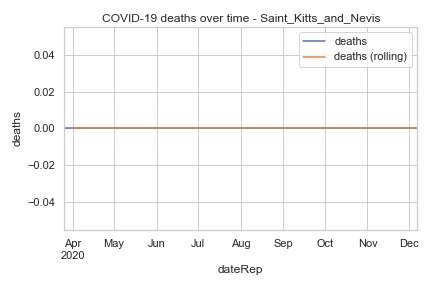 COVID-19 deaths over time - Saint_Kitts_and_Nevis
deaths
deaths (rolling)
0.04
0.02
0.00
−0.02
−0.04
deaths
Apr
2020
May
Jun
Jul
Aug
Sep
Oct
Nov
Dec
dateRep